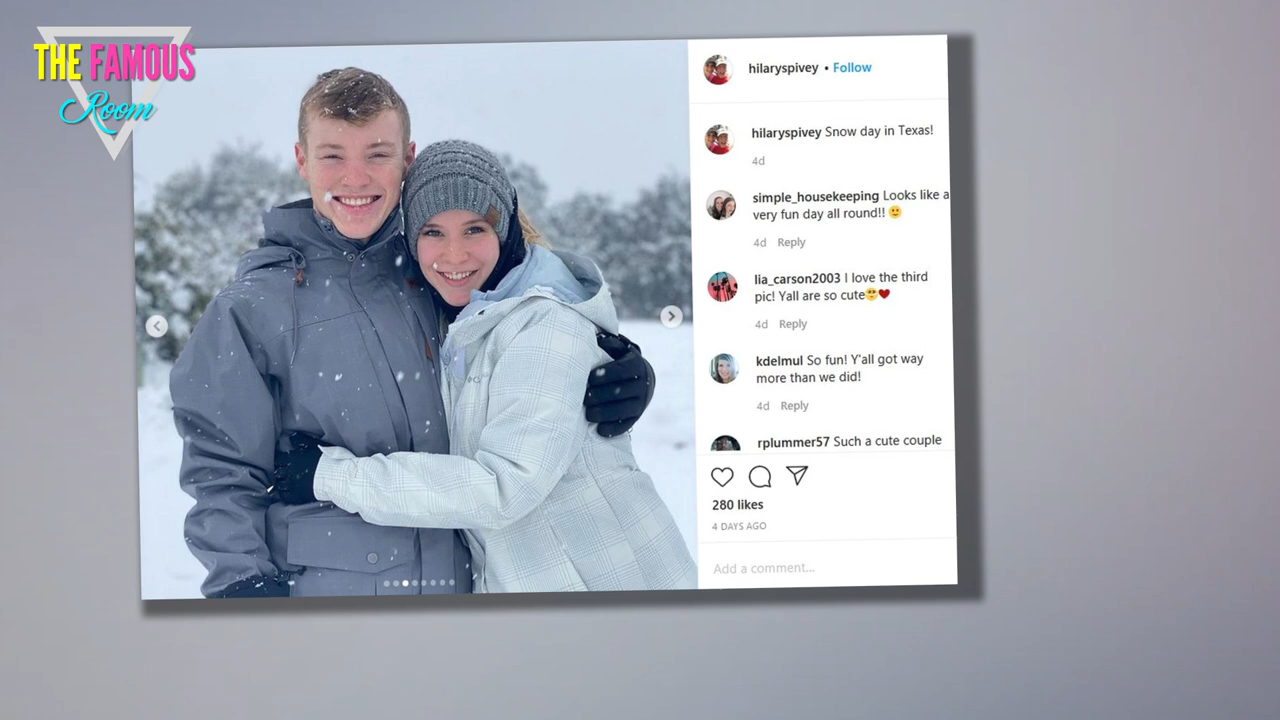 THE FAMOUS
Room
hilaryspivey • Follow
hilaryspivey Snow day in Texas!
4d
simple_housekeeping Looks like a
very fun day all round!! 🙂
4d Reply
lia_carson2003 I love the third
pic! Yall are so cute🥺❤️
4d Reply
kdelmul So fun! Y'all got way
more than we did!
4d Reply
rplummer57 Such a cute couple
280 likes
4 DAYS AGO
Add a comment...